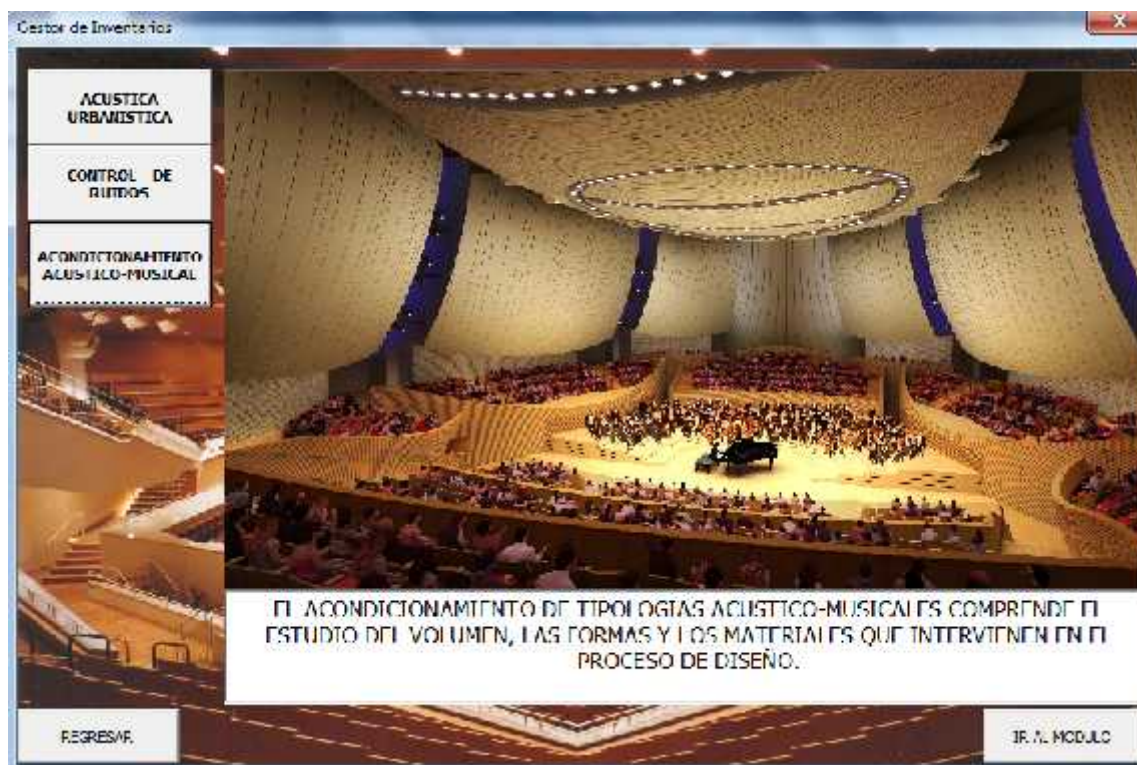 Gestor de Inventarios
ACUSTICA
URBANISTICA
CONTROL DE
RUIDOS
ACONDICIONAMIENTO
ACUSTICO-MUSICAL
EL ACONDICIONAMIENTO DE TIPOLOGIAS ACUSTICO-MUSICALES COMPRENDE EL
ESTUDIO DEL VOLUMEN, LAS FORMAS Y LOS MATERIALES QUE INTERVIENEN EN EL
PROCESO DE DISEÑO.
REGRESAR
IR AL MODULO